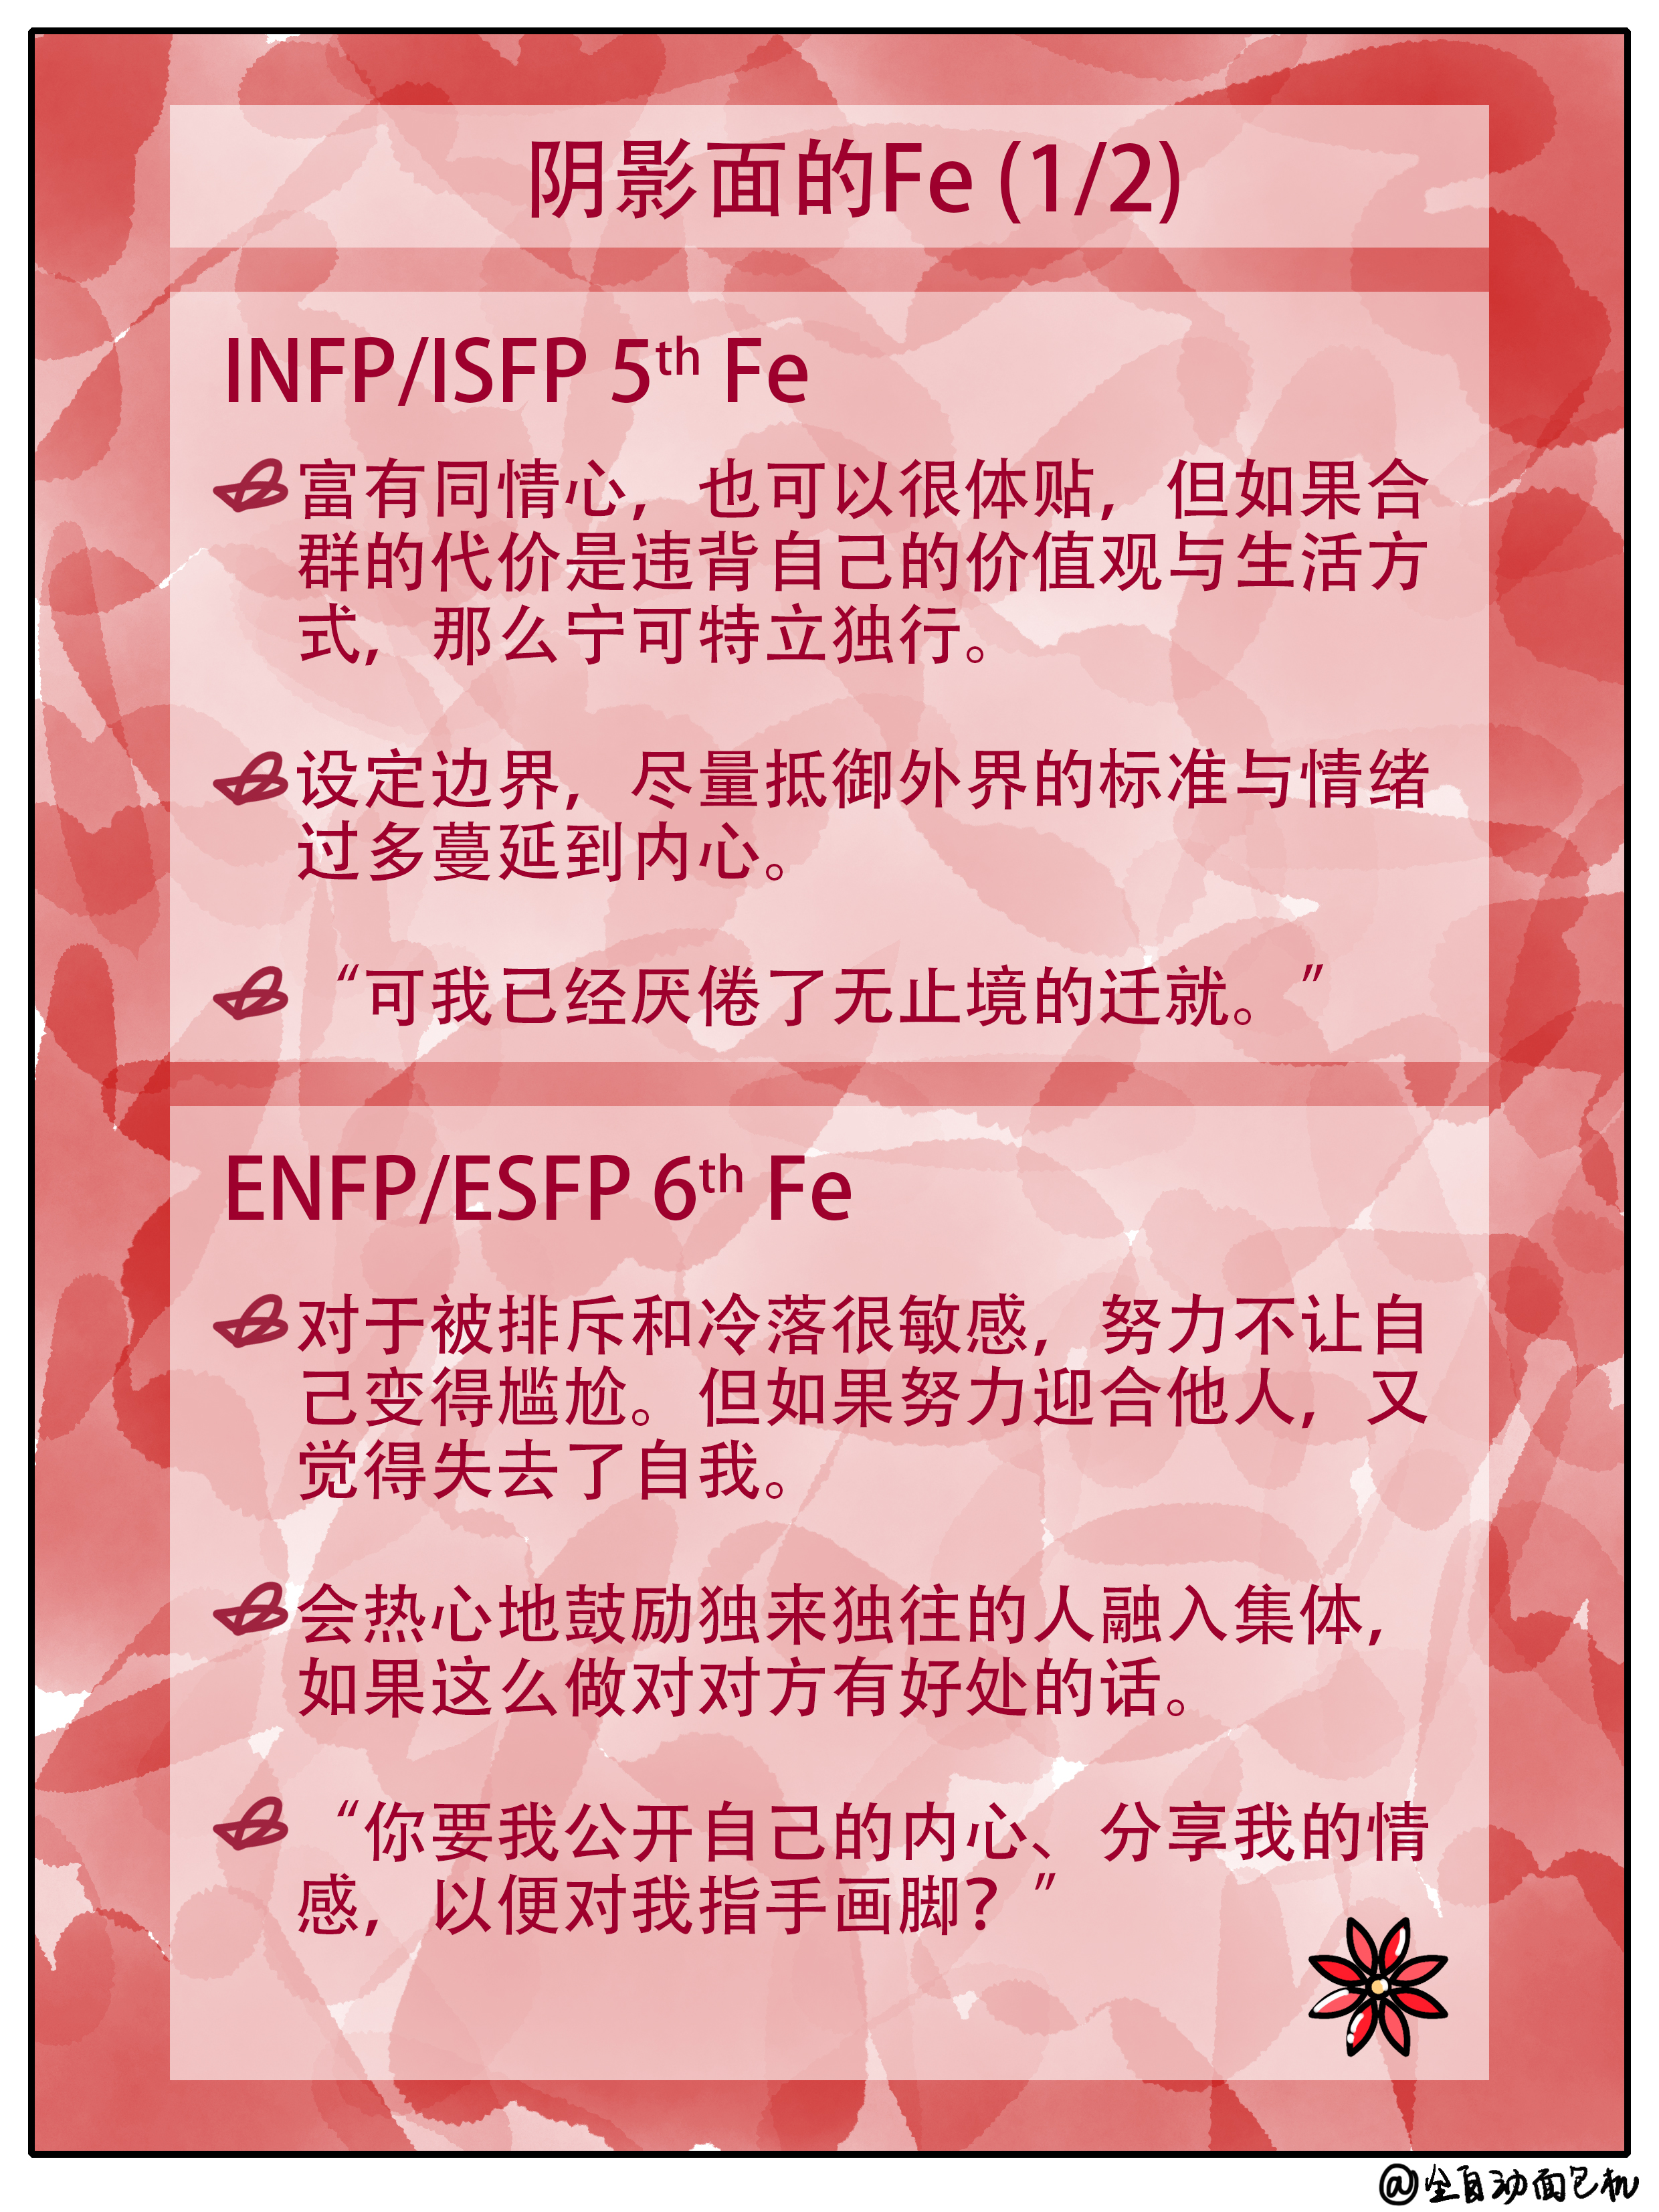 阴影面的Fe (1/2)
INFP/ISFP 5th Fe
富有同情心，也可以很体贴，但如果合
群的代价是违背自己的价值观与生活方
式，那么宁可特立独行。
设定边界，尽量抵御外界的标准与情绪
过多蔓延到内心。
“可我已经厌倦了无止境的迁就。”
ENFP/ESFP 6th Fe
对于被排斥和冷落很敏感，努力不让自
己变得尴尬。但如果努力迎合他人，又
觉得失去了自我。
会热心地鼓励独来独往的人融入集体，
如果这么做对对方有好处的话。
“你要我公开自己的内心、分享我的情
感，以便对我指手画脚？”
@全自动面包机